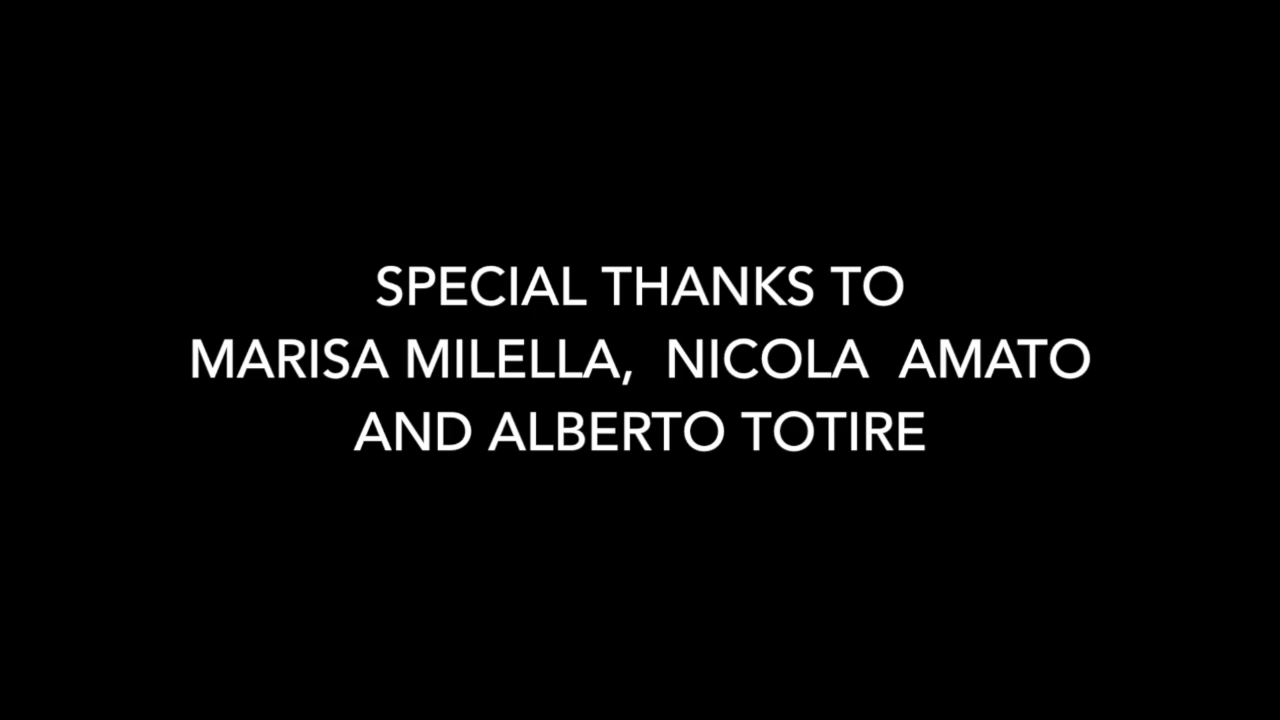 SPECIAL THANKS TO
MARISA MILELLA,  NICOLA  AMATO
AND ALBERTO TOTIRE